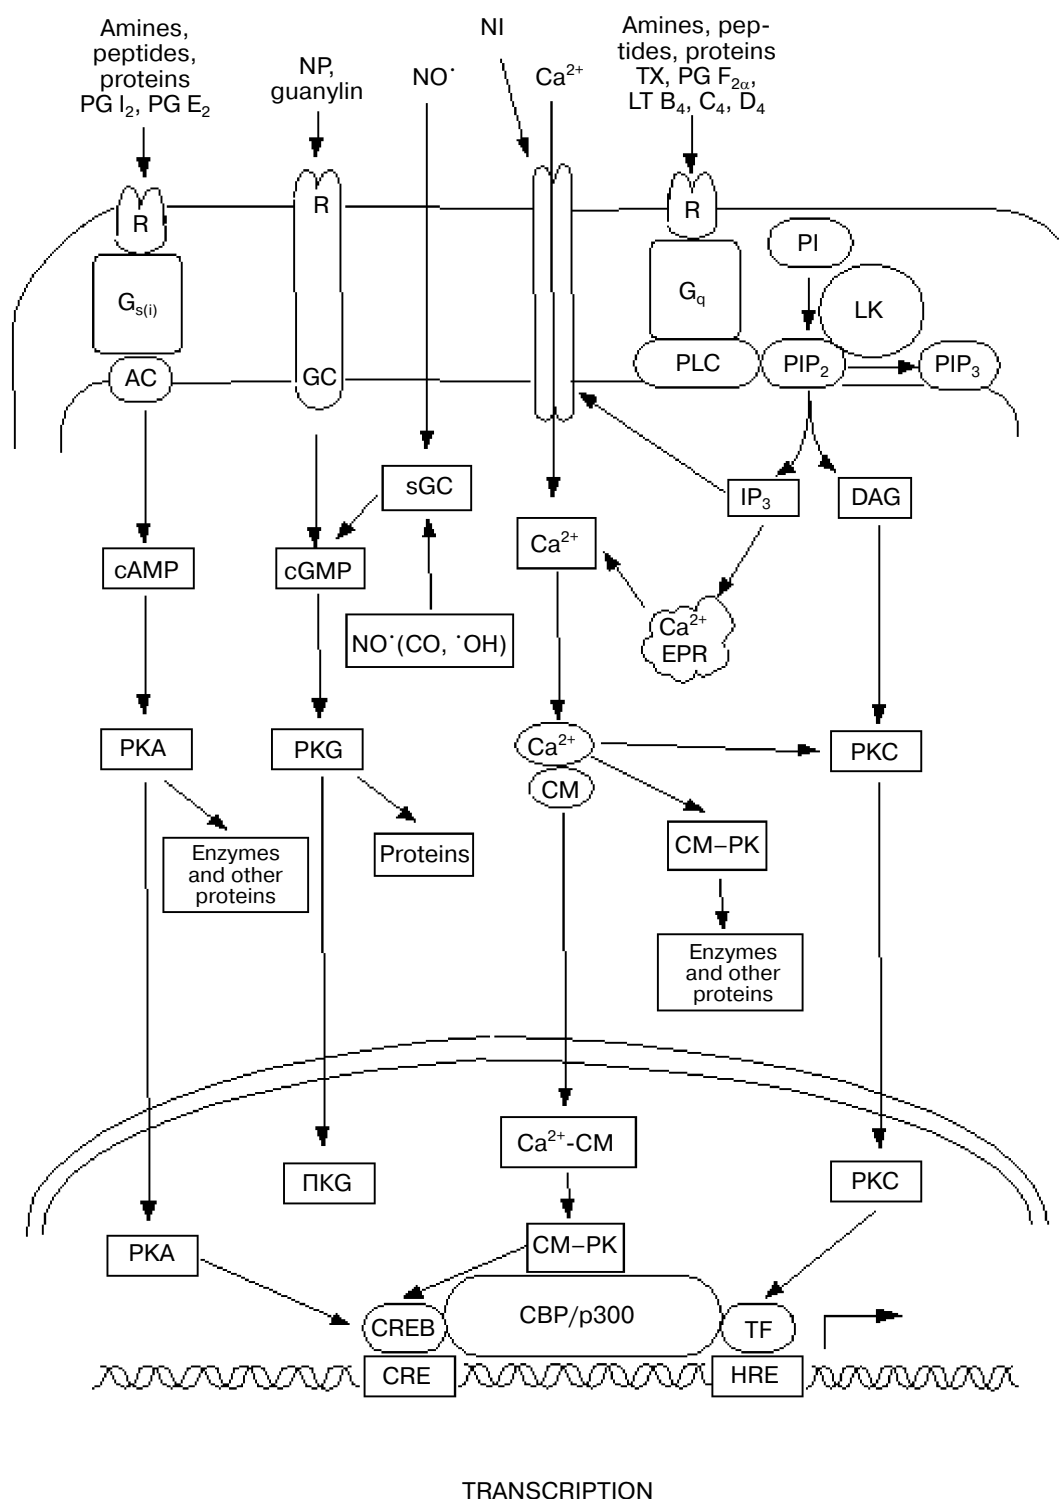 Amines,
peptides,
proteins
PG I₂, PG E₂
NP,
guanylin
NO˙
NI
Ca²⁺
Amines, pep-
tides, proteins
TX, PG F₂α,
LT B₄, C₄, D₄
R
R
R
PI
Gs(i)
Gq
LK
AC
GC
PLC
PIP₂
PIP₃
sGC
IP₃
DAG
Ca²⁺
cAMP
cGMP
NO˙(CO, ˙OH)
Ca²⁺
EPR
PKA
PKG
Ca²⁺
CM
PKC
Enzymes
and other
proteins
Proteins
CM–PK
Enzymes
and other
proteins
Ca²⁺-CM
ПKG
PKC
PKA
CM–PK
CREB
CBP/p300
TF
CRE
HRE
TRANSCRIPTION